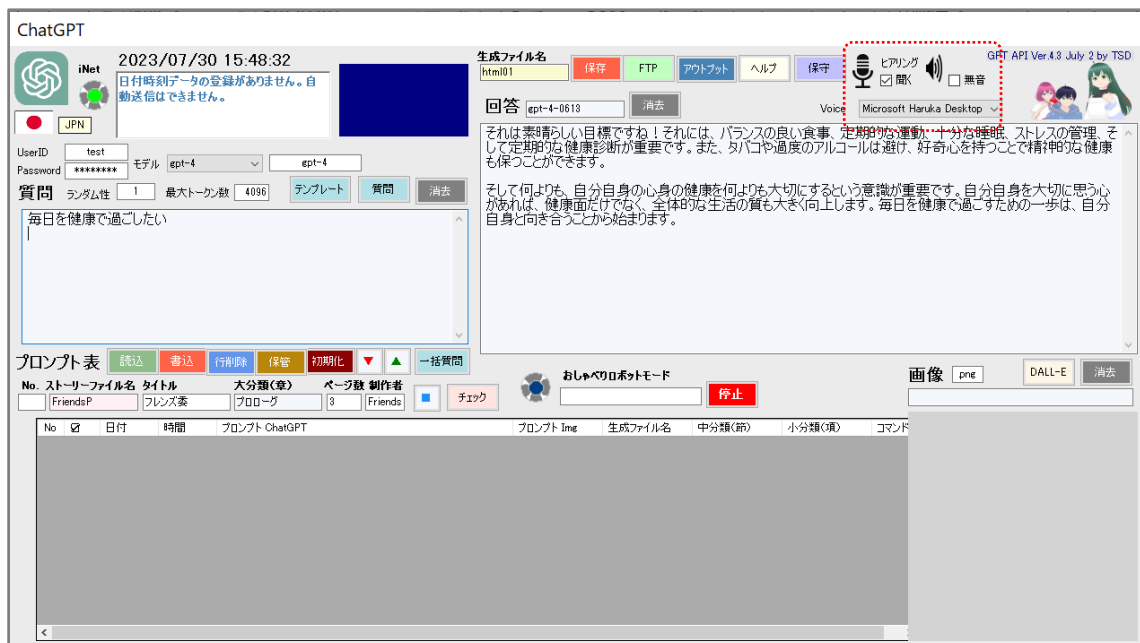 ChatGPT
iNet
2023/07/30 15:48:32
日付時刻データの登録がありません。自
動送信はできません。
JPN
UserID test
Password ********
モデル gpt-4 gpt-4
質問 ランダム性 1 最大トークン数 4096 テンプレート 質問 消去
毎日を健康で過ごしたい
生成ファイル名
html01
保存 FTP アウトプット ヘルプ 保守
ヒアリング
聞く
無音
GPT API Ver.4.3 July 2 by TSD
回答 gpt-4-0613 消去
Voice Microsoft Haruka Desktop
それは素晴らしい目標ですね！それには、バランスの良い食事、定期的な運動、十分な睡眠、ストレスの管理、そ
して定期的な健康診断が重要です。また、タバコや過度のアルコールは避け、好奇心を持つことで精神的な健康
も保つことができます。
そして何よりも、自分自身の心身の健康を何よりも大切にするという意識が重要です。自分自身を大切に思う心
があれば、健康面だけでなく、全体的な生活の質も大きく向上します。毎日を健康で過ごすための一歩は、自分
自身と向き合うことから始まります。
プロンプト表 読込 書込 行削除 保管 初期化 ▼ ▲ 一括質問
No. ストーリーファイル名 タイトル 大分類(章) ページ数 制作者
FriendsP フレンズ委 プロローグ 3 Friends チェック
おしゃべりロボットモード
停止
画像 png DALL-E 消去
No 日付 時間 プロンプト ChatGPT プロンプト Img 生成ファイル名 中分類(節) 小分類(項) コマンド